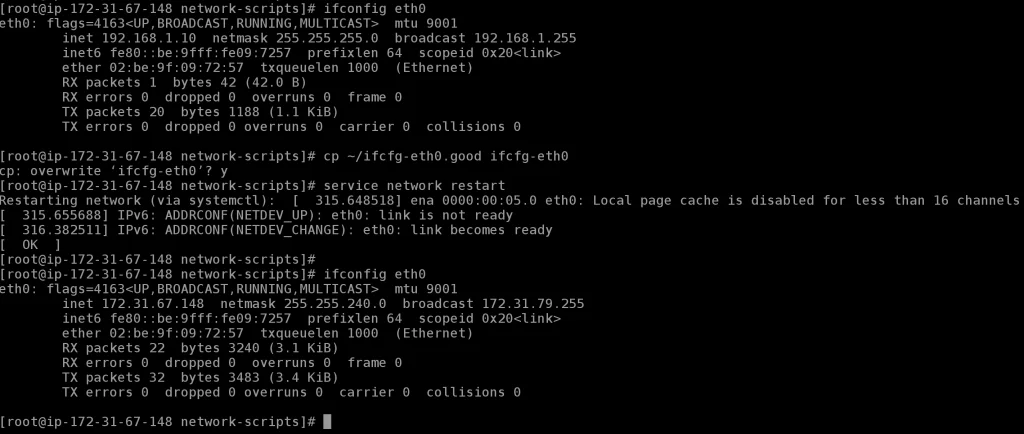 [root@ip-172-31-67-148 network-scripts]# ifconfig eth0
eth0: flags=4163<UP,BROADCAST,RUNNING,MULTICAST>  mtu 9001
        inet 192.168.1.10  netmask 255.255.255.0  broadcast 192.168.1.255
        inet6 fe80::be:9fff:fe09:7257  prefixlen 64  scopeid 0x20<link>
        ether 02:be:9f:09:72:57  txqueuelen 1000  (Ethernet)
        RX packets 1  bytes 42 (42.0 B)
        RX errors 0  dropped 0  overruns 0  frame 0
        TX packets 20  bytes 1188 (1.1 KiB)
        TX errors 0  dropped 0 overruns 0  carrier 0  collisions 0

[root@ip-172-31-67-148 network-scripts]# cp ~/ifcfg-eth0.good ifcfg-eth0
cp: overwrite ‘ifcfg-eth0’? y
[root@ip-172-31-67-148 network-scripts]# service network restart
Restarting network (via systemctl):  [  315.648518] ena 0000:00:05.0 eth0: Local page cache is disabled for less than 16 channels
[  315.655688] IPv6: ADDRCONF(NETDEV_UP): eth0: link is not ready
[  316.382511] IPv6: ADDRCONF(NETDEV_CHANGE): eth0: link becomes ready
[  OK  ]
[root@ip-172-31-67-148 network-scripts]#
[root@ip-172-31-67-148 network-scripts]# ifconfig eth0
eth0: flags=4163<UP,BROADCAST,RUNNING,MULTICAST>  mtu 9001
        inet 172.31.67.148  netmask 255.255.240.0  broadcast 172.31.79.255
        inet6 fe80::be:9fff:fe09:7257  prefixlen 64  scopeid 0x20<link>
        ether 02:be:9f:09:72:57  txqueuelen 1000  (Ethernet)
        RX packets 22  bytes 3240 (3.1 KiB)
        RX errors 0  dropped 0  overruns 0  frame 0
        TX packets 32  bytes 3483 (3.4 KiB)
        TX errors 0  dropped 0 overruns 0  carrier 0  collisions 0

[root@ip-172-31-67-148 network-scripts]#